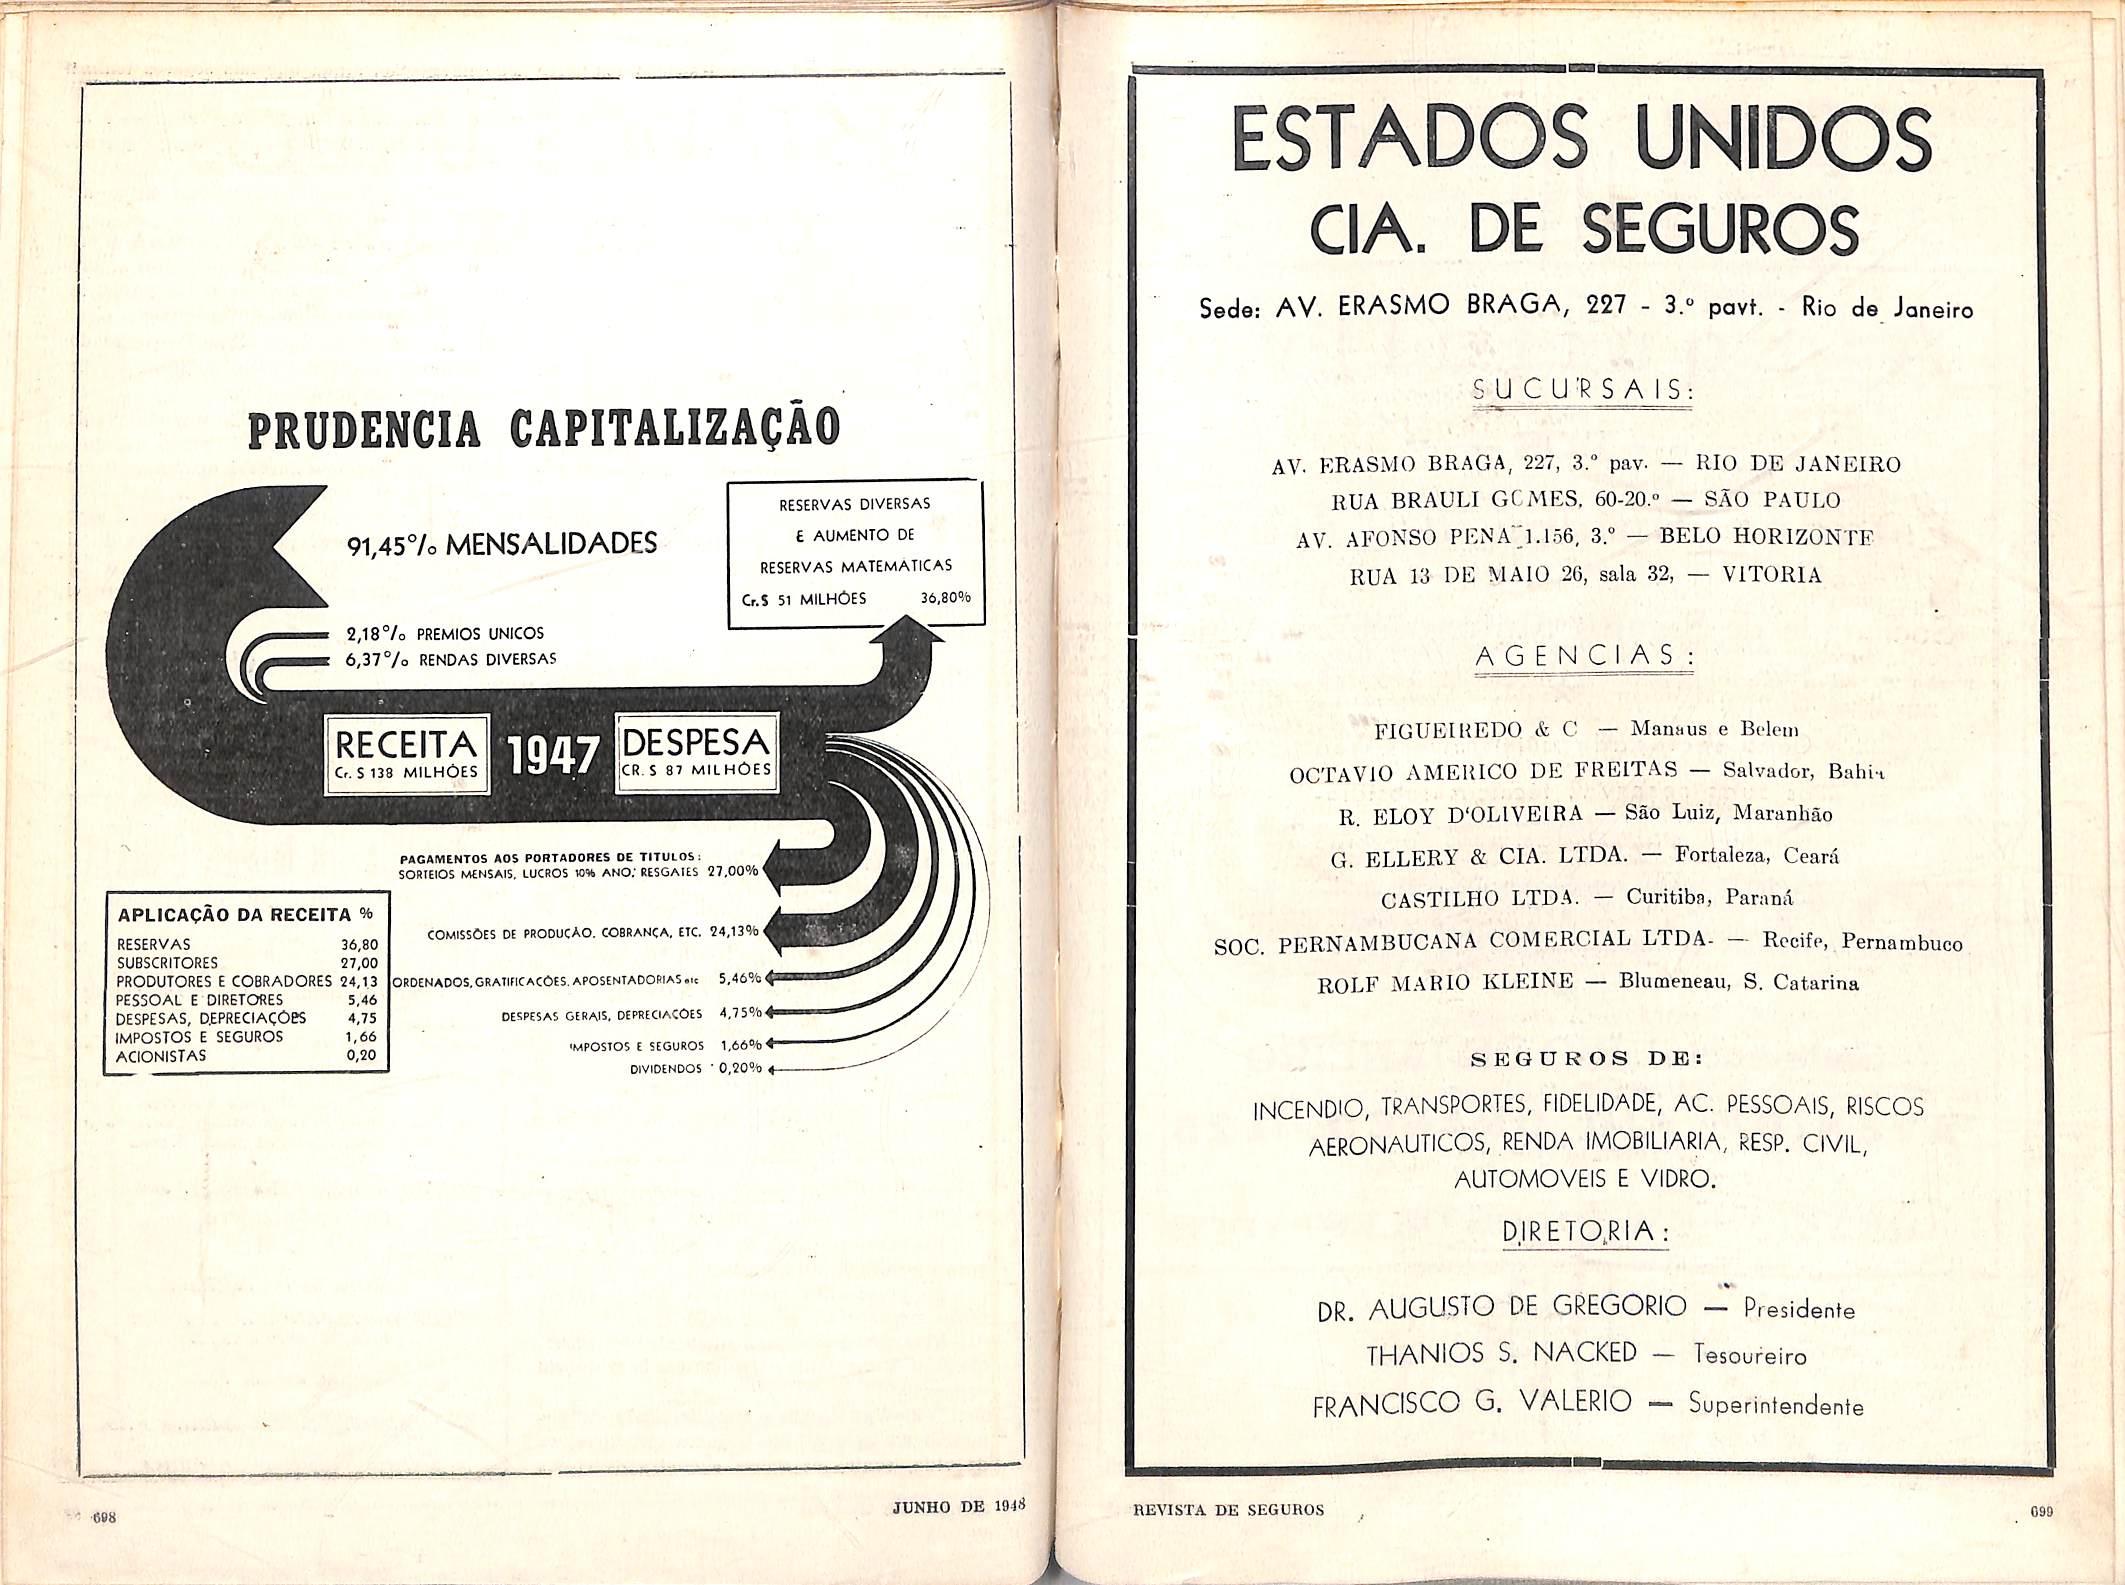 PRUDENCIA CAPITALIZAÇÃO
91,45% MENSALIDADES
2,18% PREMIOS UNICOS
6,37% RENDAS DIVERSAS
RESERVAS DIVERSAS
E AUMENTO DE
RESERVAS MATEMATICAS
Cr.$ 51 MILHÕES 36,80%
RECEITA
Cr. $ 138 MILHÕES
1947
DESPESA
CR. $ 87 MILHÕES
PAGAMENTOS AOS PORTADORES DE TITULOS:
SORTEIOS MENSAIS, LUCROS 10% ANO; RESGATES 27,00%
COMISSÕES DE PRODUÇÃO, COBRANÇA, ETC. 24,13%
ORDENADOS, GRATIFICACÕES, APOSENTADORIAS etc 5,46%
DESPESAS GERAIS, DEPRECIACÕES 4,75%
IMPOSTOS E SEGUROS 1,66%
DIVIDENDOS 0,20%
APLICAÇÃO DA RECEITA %
RESERVAS 36,80
SUBSCRITORES 27,00
PRODUTORES E COBRADORES 24,13
PESSOAL E DIRETORES 5,46
DESPESAS, DEPRECIAÇÕES 4,75
IMPOSTOS E SEGUROS 1,66
ACIONISTAS 0,20
698 JUNHO DE 1948
ESTADOS UNIDOS
CIA. DE SEGUROS
Sede: AV. ERASMO BRAGA, 227 - 3.º pavt. - Rio de Janeiro
SUCURSAIS:
AV. ERASMO BRAGA, 227, 3.º pav. — RIO DE JANEIRO
RUA BRAULI GOMES, 60-20.º — SÃO PAULO
AV. AFONSO PENA 1.156, 3.º — BELO HORIZONTE
RUA 13 DE MAIO 26, sala 32, — VITORIA
AGENCIAS:
FIGUEIREDO & C — Manaus e Belem
OCTAVIO AMERICO DE FREITAS — Salvador, Bahia
R. ELOY D'OLIVEIRA — São Luiz, Maranhão
G. ELLERY & CIA. LTDA. — Fortaleza, Ceará
CASTILHO LTDA. — Curitiba, Paraná
SOC. PERNAMBUCANA COMERCIAL LTDA- — Recife, Pernambuco
ROLF MARIO KLEINE — Blumeneau, S. Catarina
SEGUROS DE:
INCENDIO, TRANSPORTES, FIDELIDADE, AC. PESSOAIS, RISCOS
AERONAUTICOS, RENDA IMOBILIARIA, RESP. CIVIL,
AUTOMOVEIS E VIDRO.
DIRETORIA:
DR. AUGUSTO DE GREGORIO — Presidente
THANIOS S. NACKED — Tesoureiro
FRANCISCO G. VALERIO — Superintendente
REVISTA DE SEGUROS 699